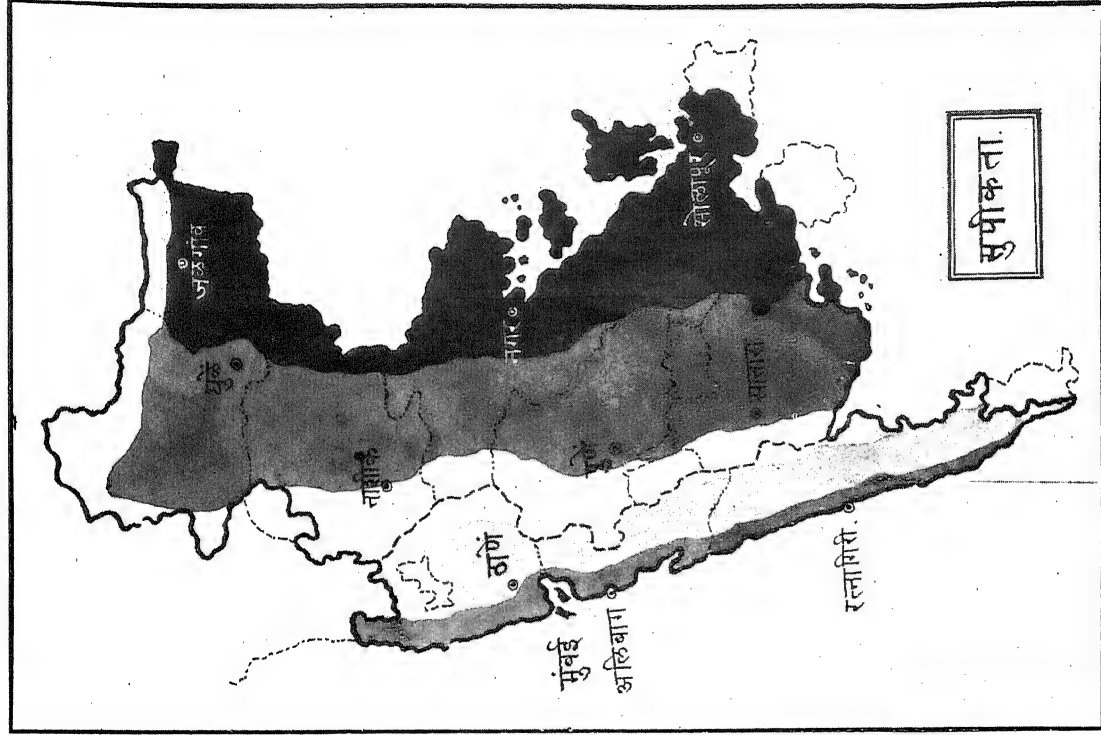 सुपीकता.
जळगांव
धुळें
नाशीक
नगर
सोलापूर
सातारा
पुणें
ठाणें
मुंबई
अलिबाग
रत्नागिरी.